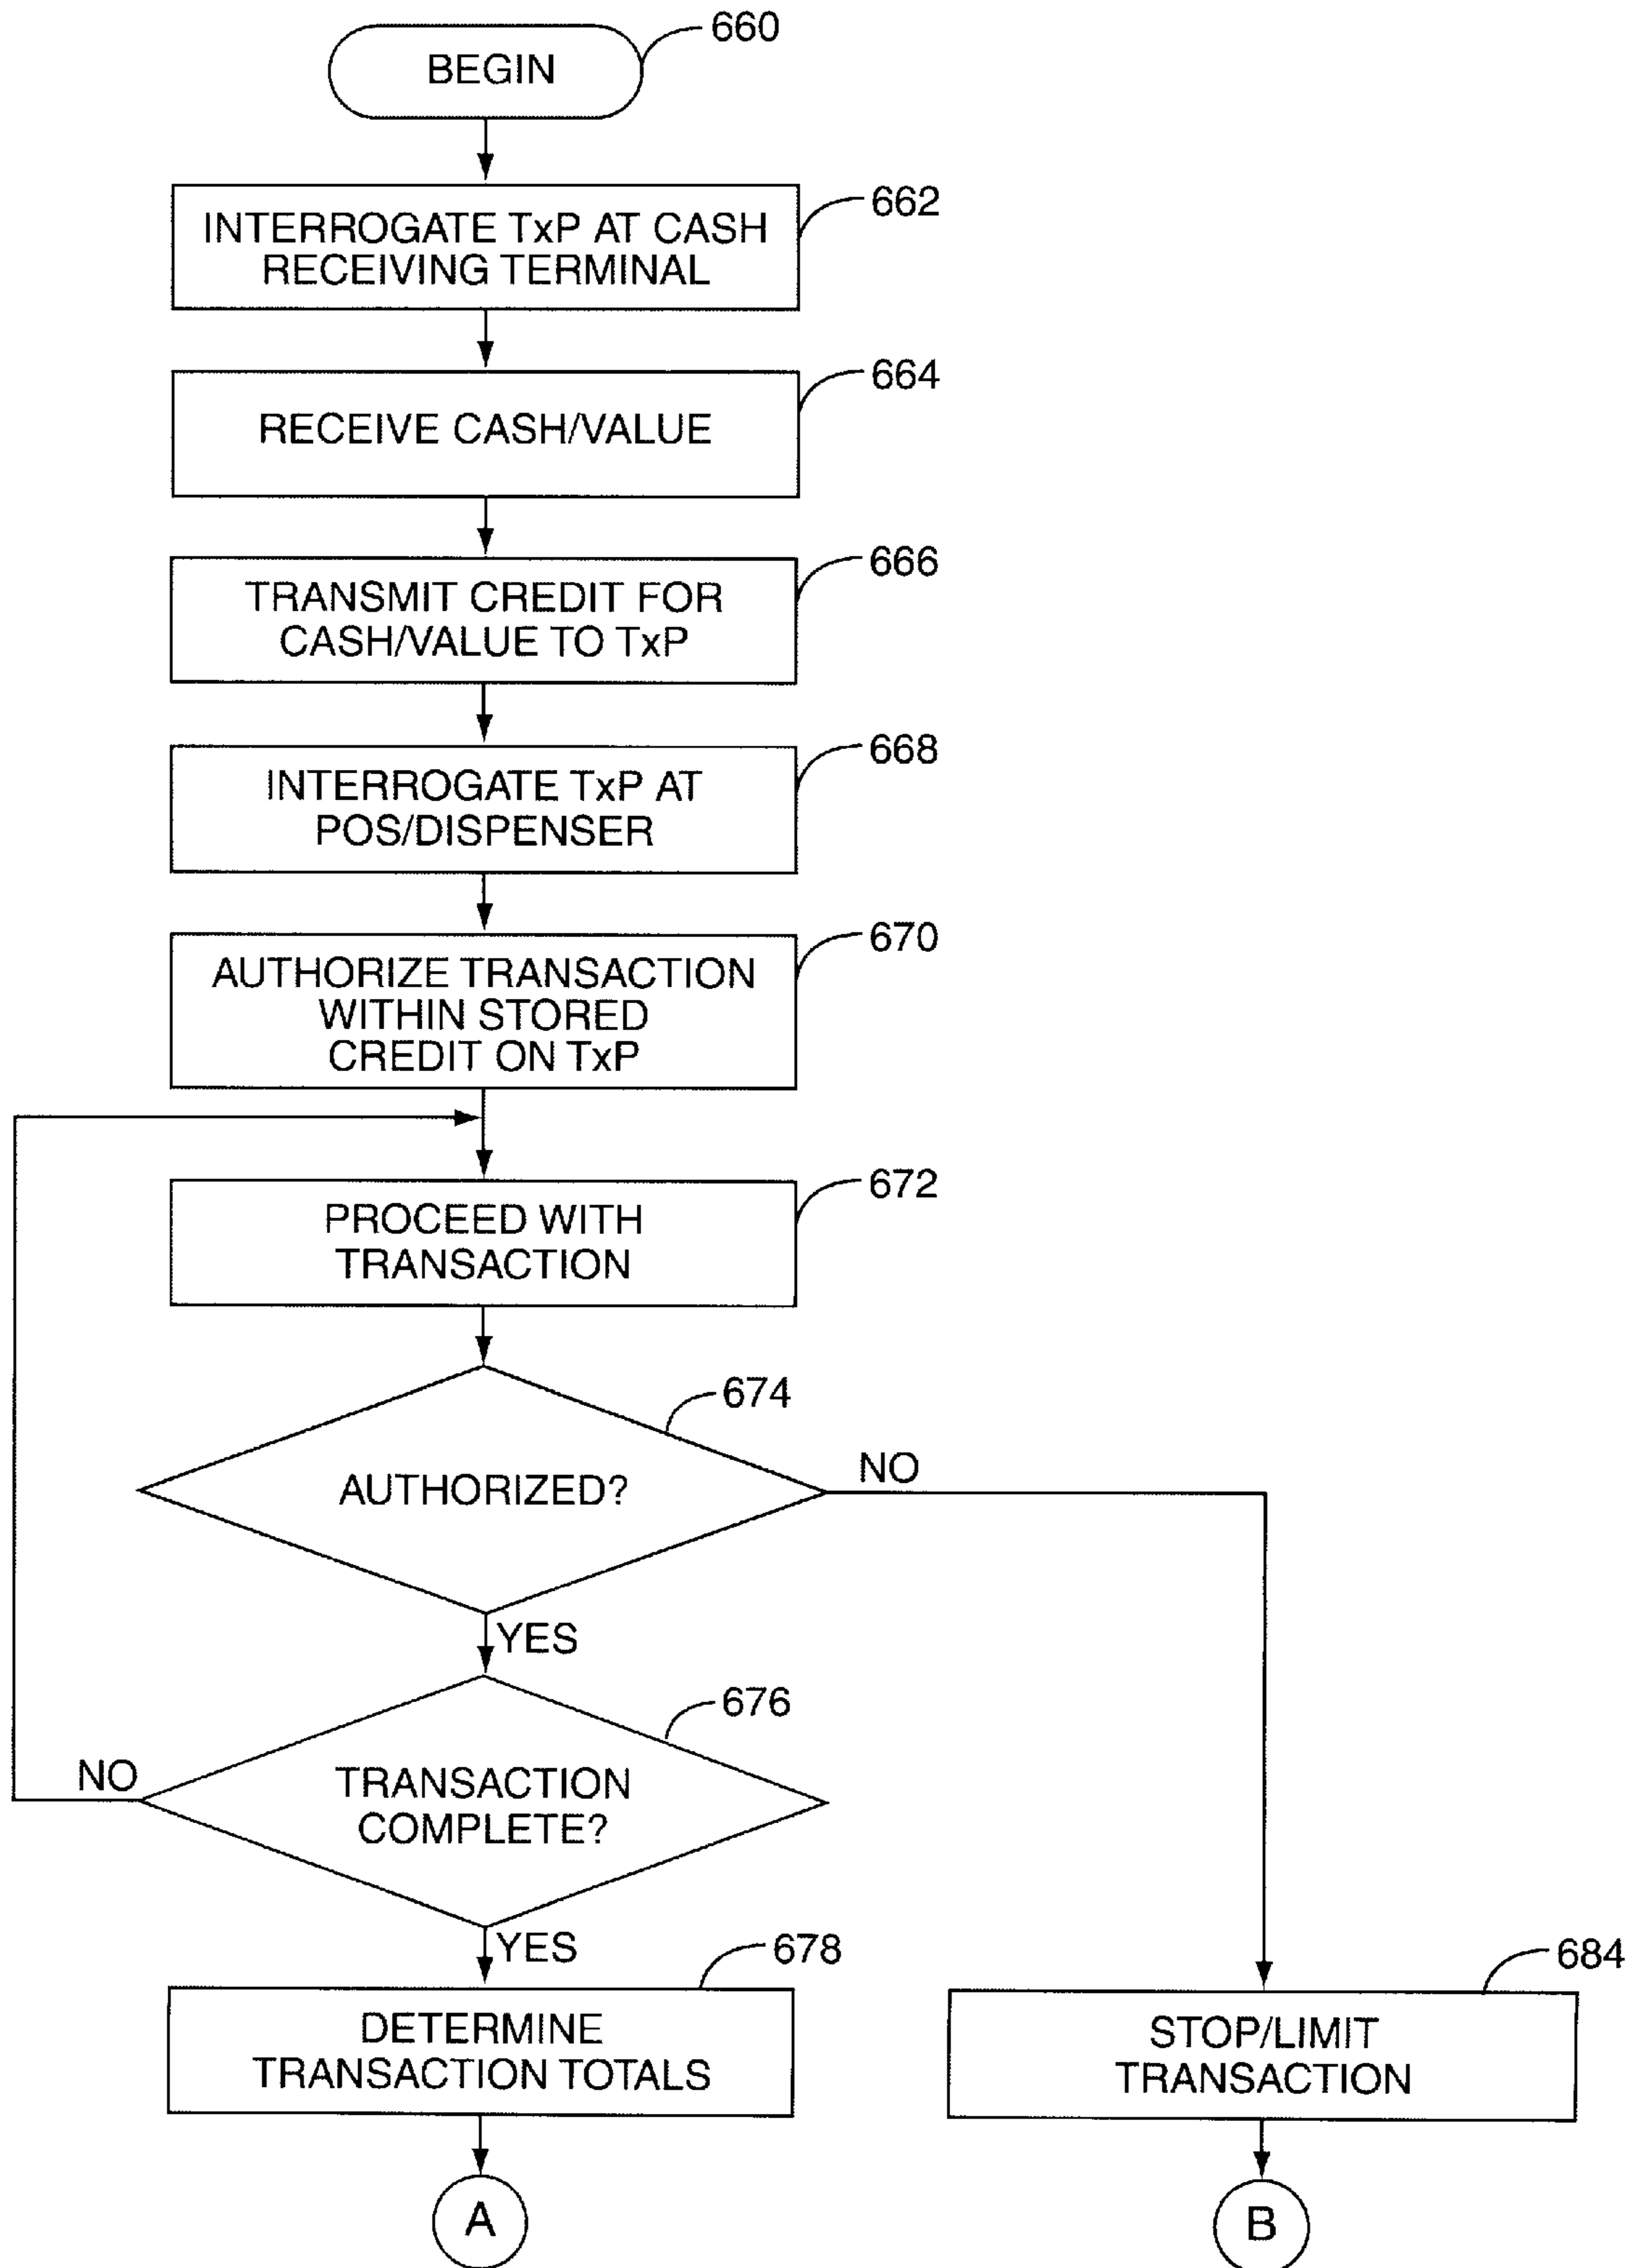 660
BEGIN
662
INTERROGATE TxP AT CASH
RECEIVING TERMINAL
664
RECEIVE CASH/VALUE
666
TRANSMIT CREDIT FOR
CASH/VALUE TO TxP
668
INTERROGATE TxP AT
POS/DISPENSER
670
AUTHORIZE TRANSACTION
WITHIN STORED
CREDIT ON TxP
672
PROCEED WITH
TRANSACTION
674
AUTHORIZED?
NO
YES
676
TRANSACTION
COMPLETE?
NO
YES
678
DETERMINE
TRANSACTION TOTALS
684
STOP/LIMIT
TRANSACTION
A
B